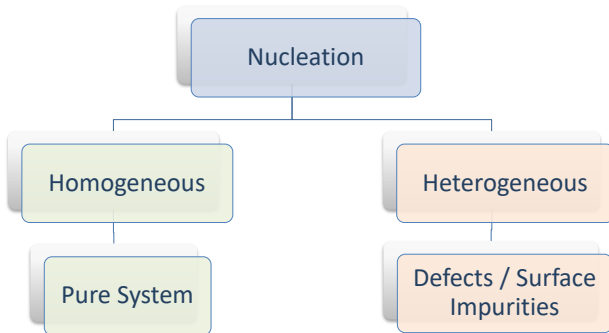 Nucleation
Homogeneous
Heterogeneous
Pure System
Defects / Surface
Impurities